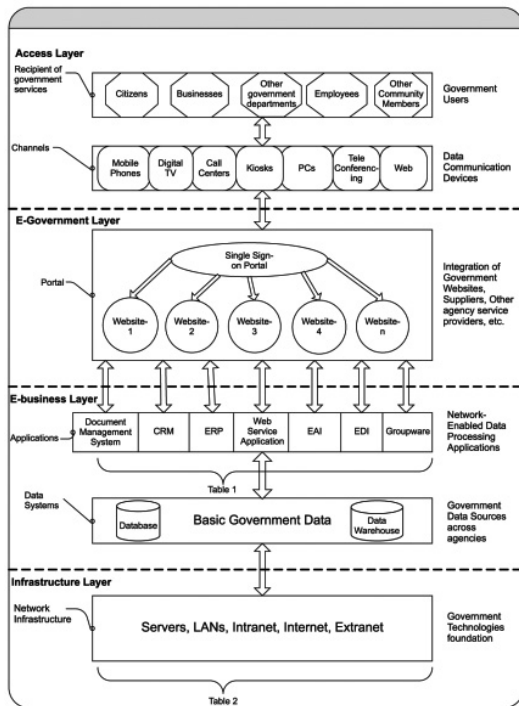 Access Layer
Recipient of
government
services
Citizens
Businesses
Other
government
departments
Employees
Other
Community
Members
Government
Users
Channels
Mobile
Phones
Digital
TV
Call
Centers
Kiosks
PCs
Tele
Conferenc-
ing
Web
Data
Communication
Devices
E-Government Layer
Portal
Single Sign-
on Portal
Website-
1
Website-
2
Website-
3
Website-
4
Website-
n
Integration of
Government
Websites,
Suppliers, Other
agency service
providers, etc.
E-business Layer
Applications
Document
Management
System
CRM
ERP
Web
Service
Application
EAI
EDI
Groupware
Network-
Enabled Data
Processing
Applications
Table 1
Data
Systems
Database
Basic Government Data
Data
Warehouse
Government
Data Sources
across
agencies
Infrastructure Layer
Network
Infrastructure
Servers, LANs, Intranet, Internet, Extranet
Government
Technologies
foundation
Table 2